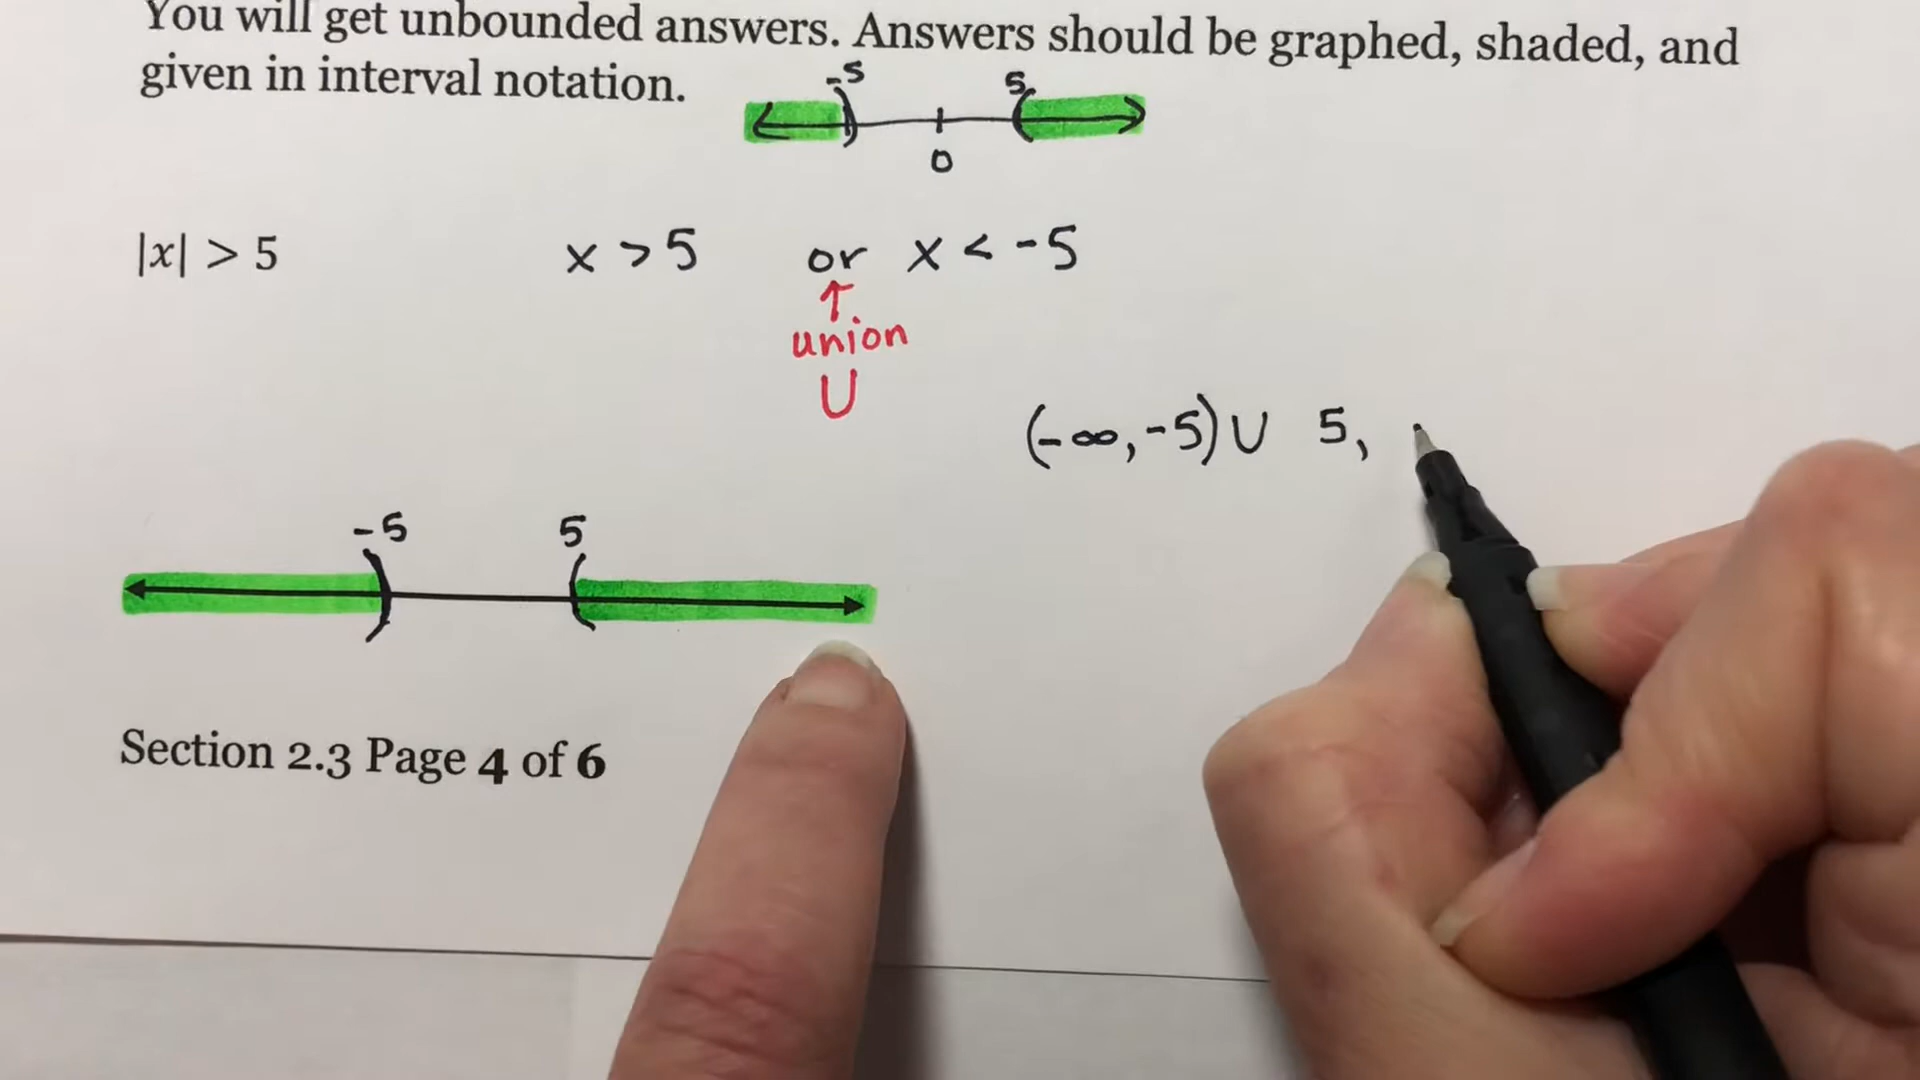 You will get unbounded answers. Answers should be graphed, shaded, and
given in interval notation.
-5 5
0
|x| > 5 x > 5 or x < -5
↑
union
U
(-∞, -5) ∪ 5,
-5 5
Section 2.3 Page 4 of 6